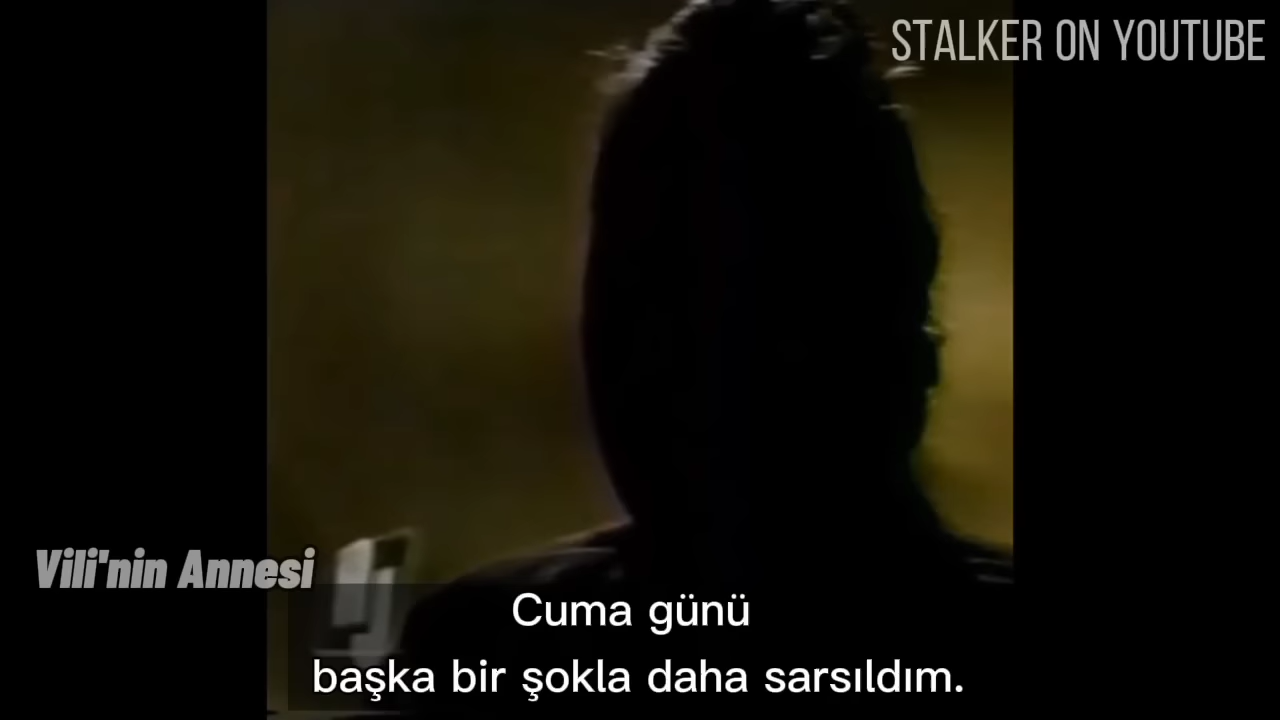 STALKER ON YOUTUBE
Vili'nin Annesi
Cuma günü
başka bir şokla daha sarsıldım.